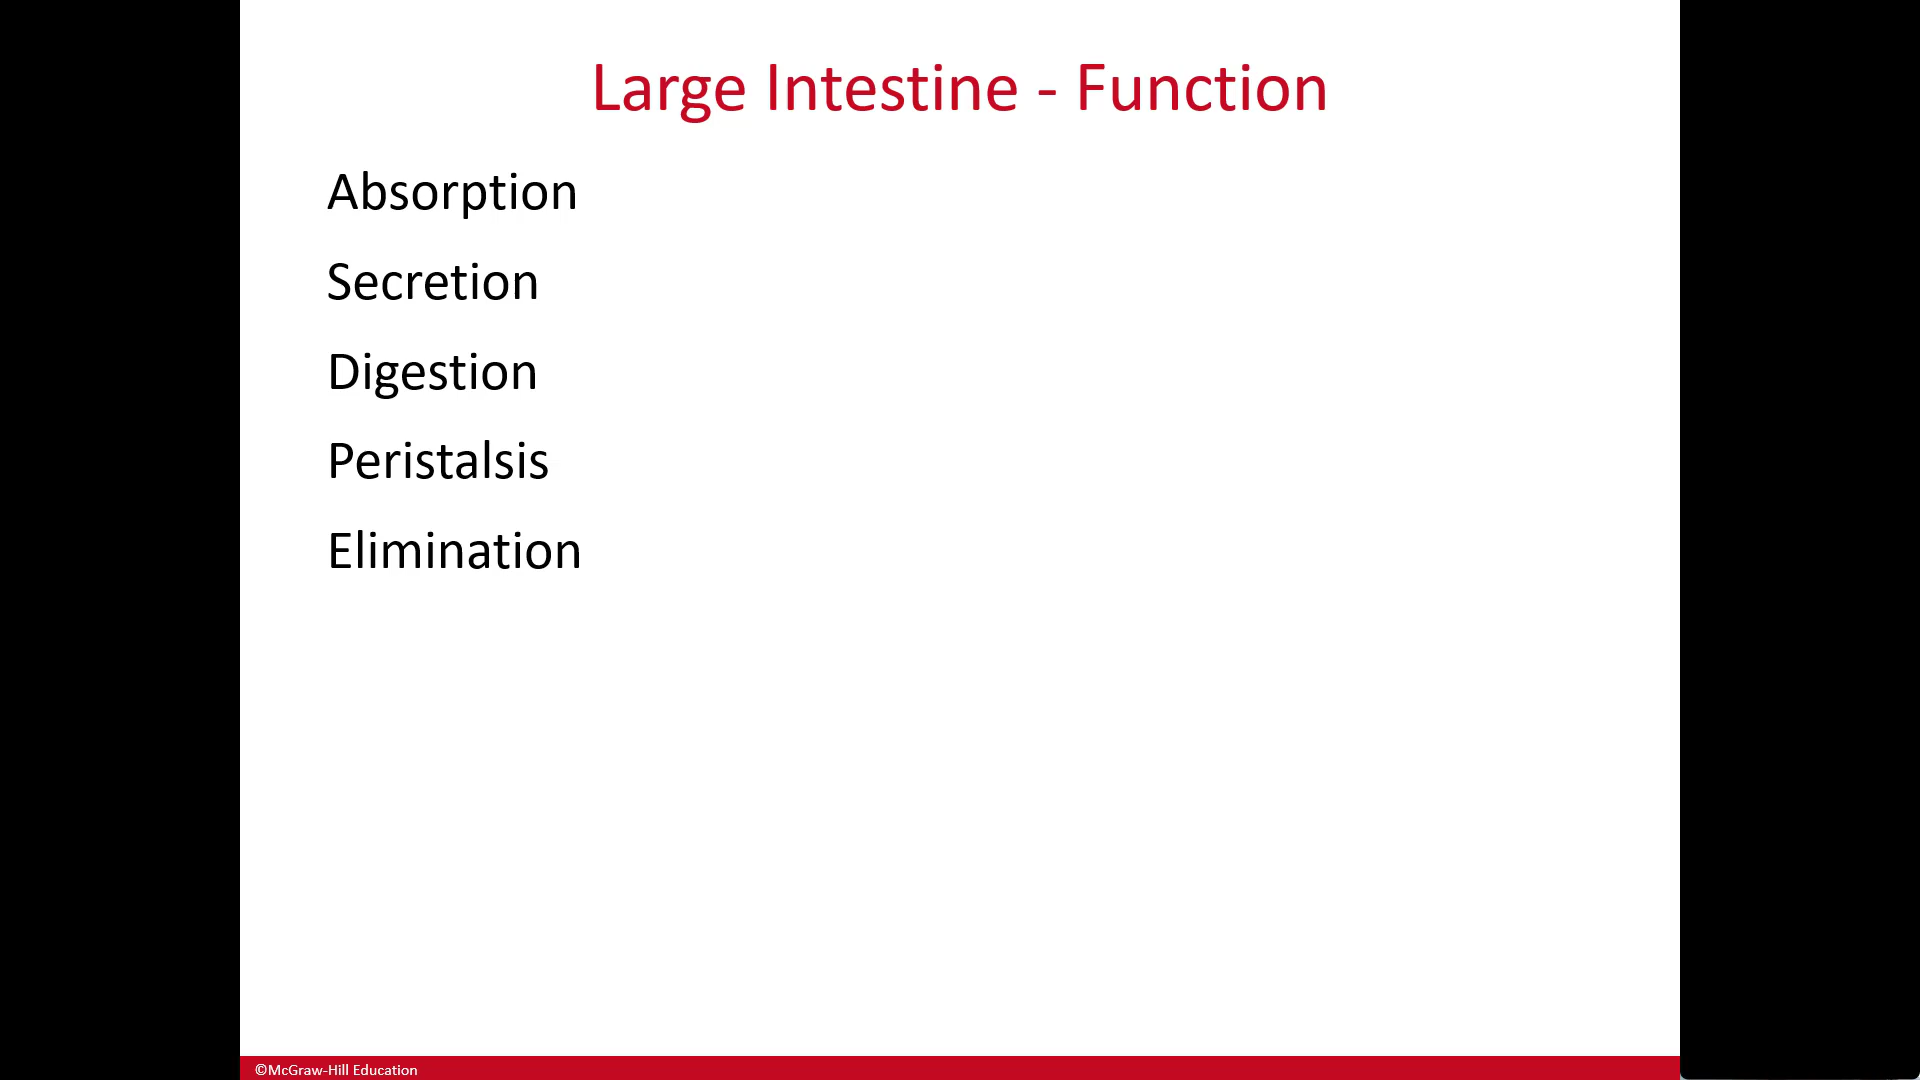 Large Intestine - Function
Absorption
Secretion
Digestion
Peristalsis
Elimination
©McGraw-Hill Education